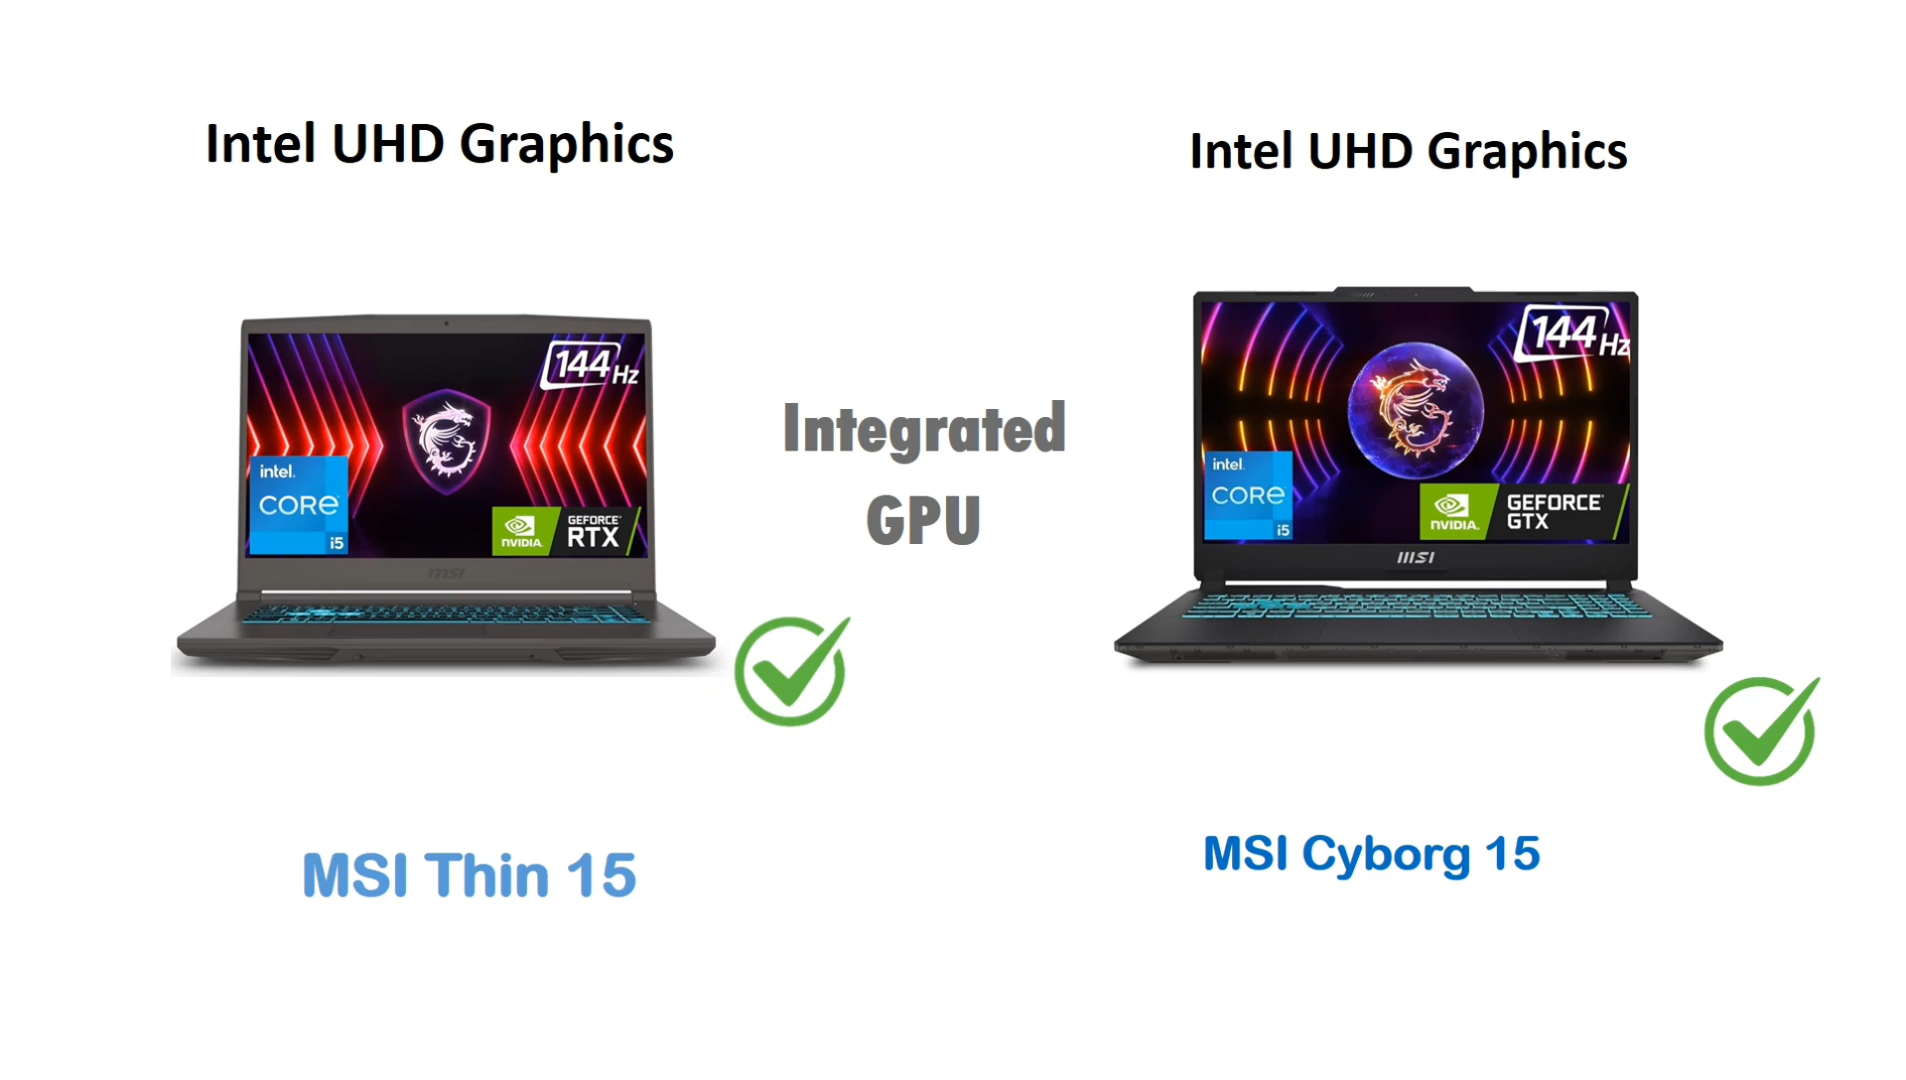 Intel UHD Graphics
Intel UHD Graphics
144Hz
intel.
CORE
i5
NVIDIA.
GEFORCE
RTX
msi
Integrated
GPU
144Hz
intel.
CORE
i5
NVIDIA.
GEFORCE
GTX
msi
MSI Thin 15
MSI Cyborg 15